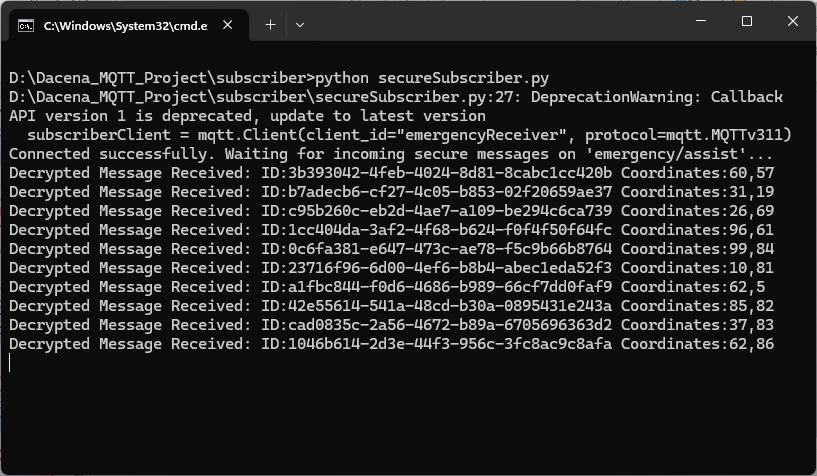 C:\Windows\System32\cmd.e
D:\Dacena_MQTT_Project\subscriber>python secureSubscriber.py
D:\Dacena_MQTT_Project\subscriber\secureSubscriber.py:27: DeprecationWarning: Callback
API version 1 is deprecated, update to latest version
  subscriberClient = mqtt.Client(client_id="emergencyReceiver", protocol=mqtt.MQTTv311)
Connected successfully. Waiting for incoming secure messages on 'emergency/assist'...
Decrypted Message Received: ID:3b393042-4feb-4024-8d81-8cabc1cc420b Coordinates:60,57
Decrypted Message Received: ID:b7adecb6-cf27-4c05-b853-02f20659ae37 Coordinates:31,19
Decrypted Message Received: ID:c95b260c-eb2d-4ae7-a109-be294c6ca739 Coordinates:26,69
Decrypted Message Received: ID:1cc404da-3af2-4f68-b624-f0f4f50f64fc Coordinates:96,61
Decrypted Message Received: ID:0c6fa381-e647-473c-ae78-f5c9b66b8764 Coordinates:99,84
Decrypted Message Received: ID:23716f96-6d00-4ef6-b8b4-abec1eda52f3 Coordinates:10,81
Decrypted Message Received: ID:a1fbc844-f0d6-4686-b989-66cf7dd0faf9 Coordinates:62,5
Decrypted Message Received: ID:42e55614-541a-48cd-b30a-0895431e243a Coordinates:85,82
Decrypted Message Received: ID:cad0835c-2a56-4672-b89a-6705696363d2 Coordinates:37,83
Decrypted Message Received: ID:1046b614-2d3e-44f3-956c-3fc8ac9c8afa Coordinates:62,86